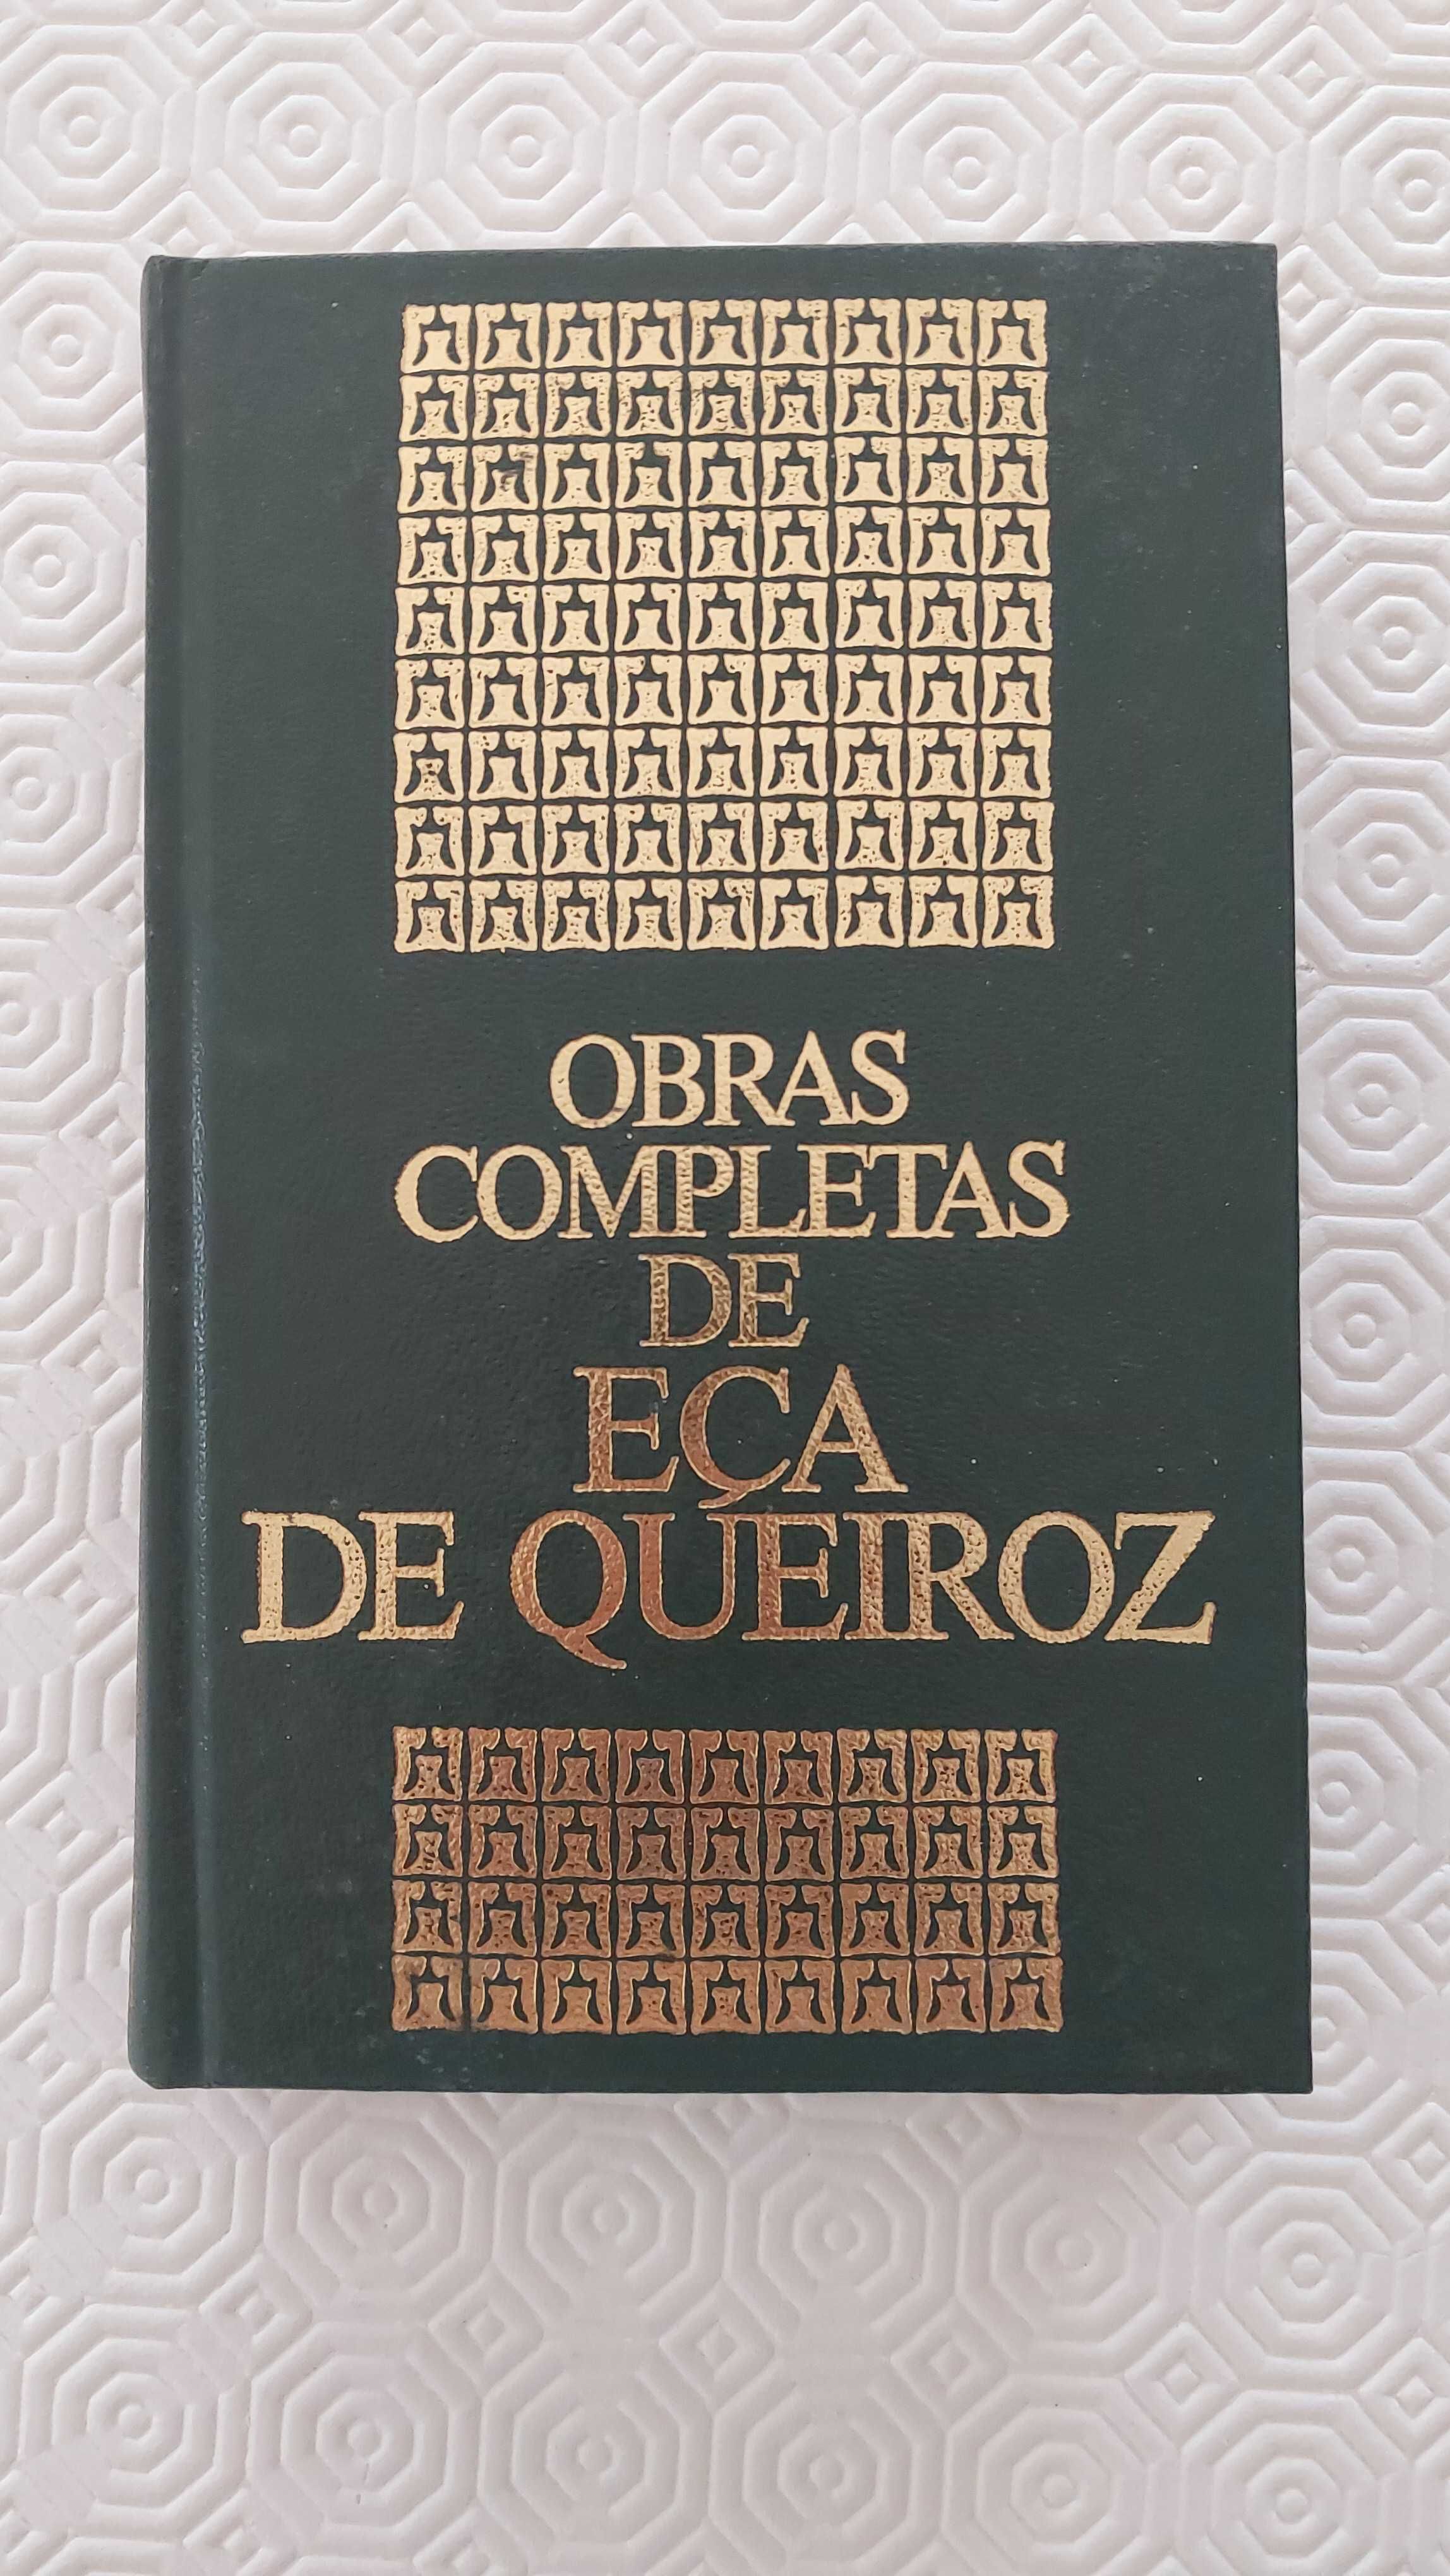 OBRAS
COMPLETAS
DE
EÇA
DE QUEIROZ